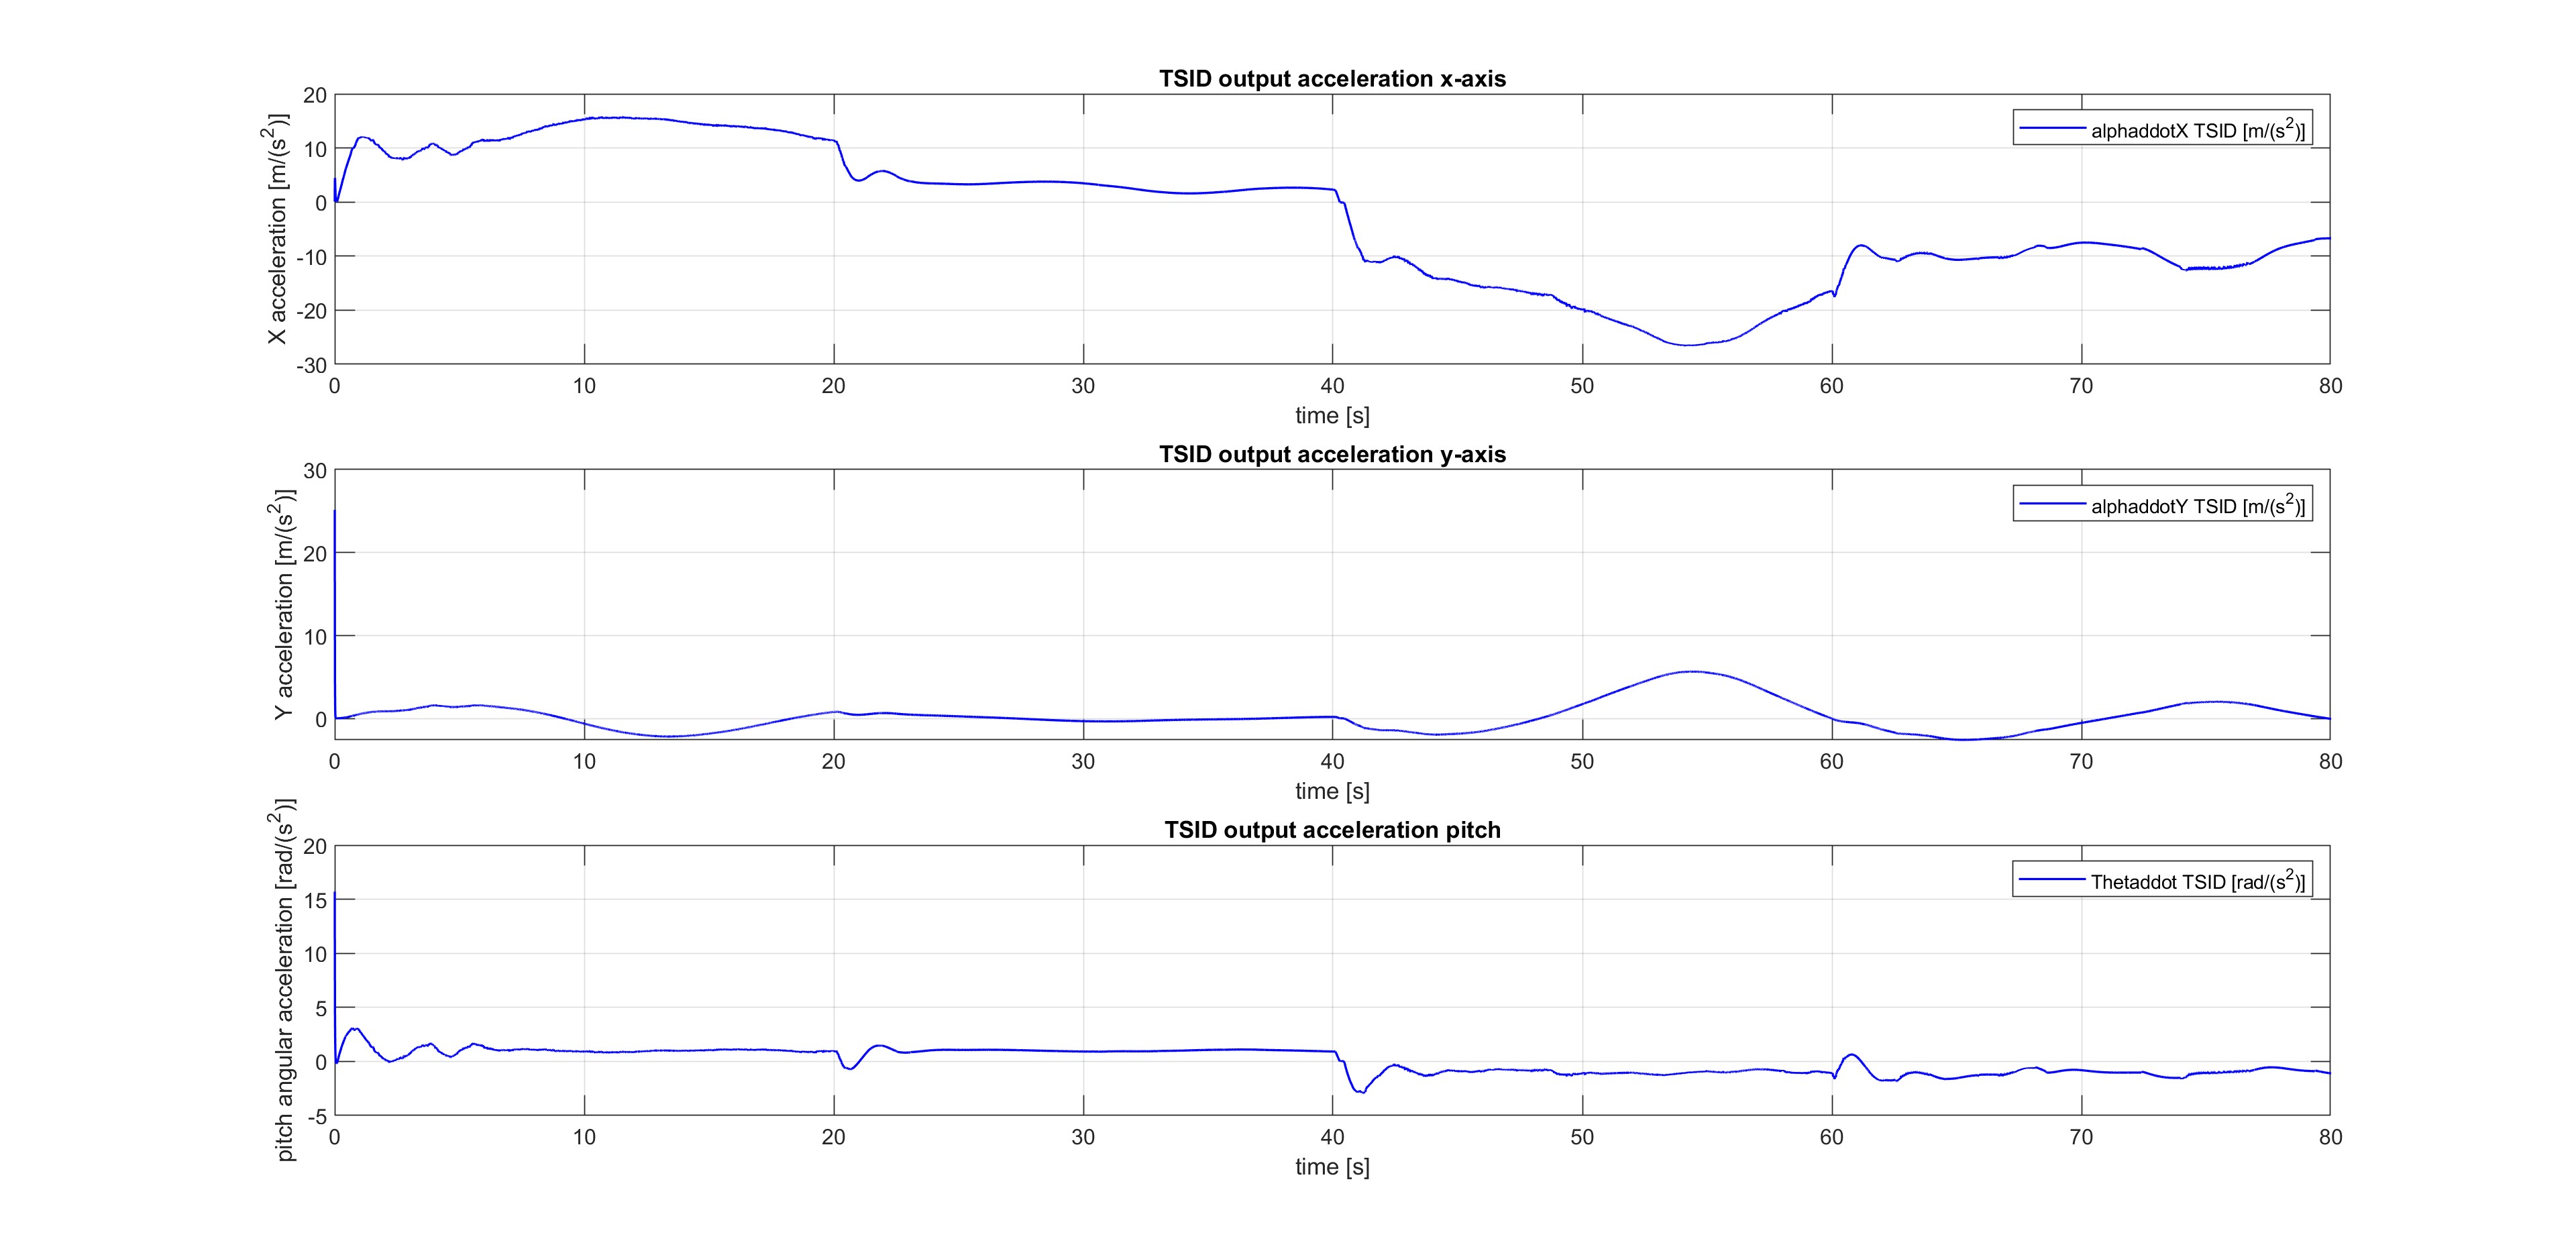 TSID output acceleration x-axis
X acceleration [m/(s²)]
20
10
0
-10
-20
-30
alphaddotX TSID [m/(s²)]
0 10 20 30 40 50 60 70 80
time [s]
TSID output acceleration y-axis
Y acceleration [m/(s²)]
30
20
10
0
alphaddotY TSID [m/(s²)]
0 10 20 30 40 50 60 70 80
time [s]
TSID output acceleration pitch
pitch angular acceleration [rad/(s²)]
20
15
10
5
0
-5
Thetaddot TSID [rad/(s²)]
0 10 20 30 40 50 60 70 80
time [s]